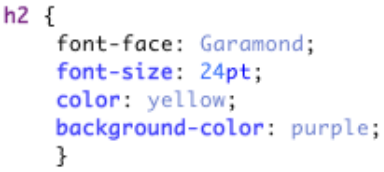 h2 {
font-face: Garamond;
font-size: 24pt;
color: yellow;
background-color: purple;
}